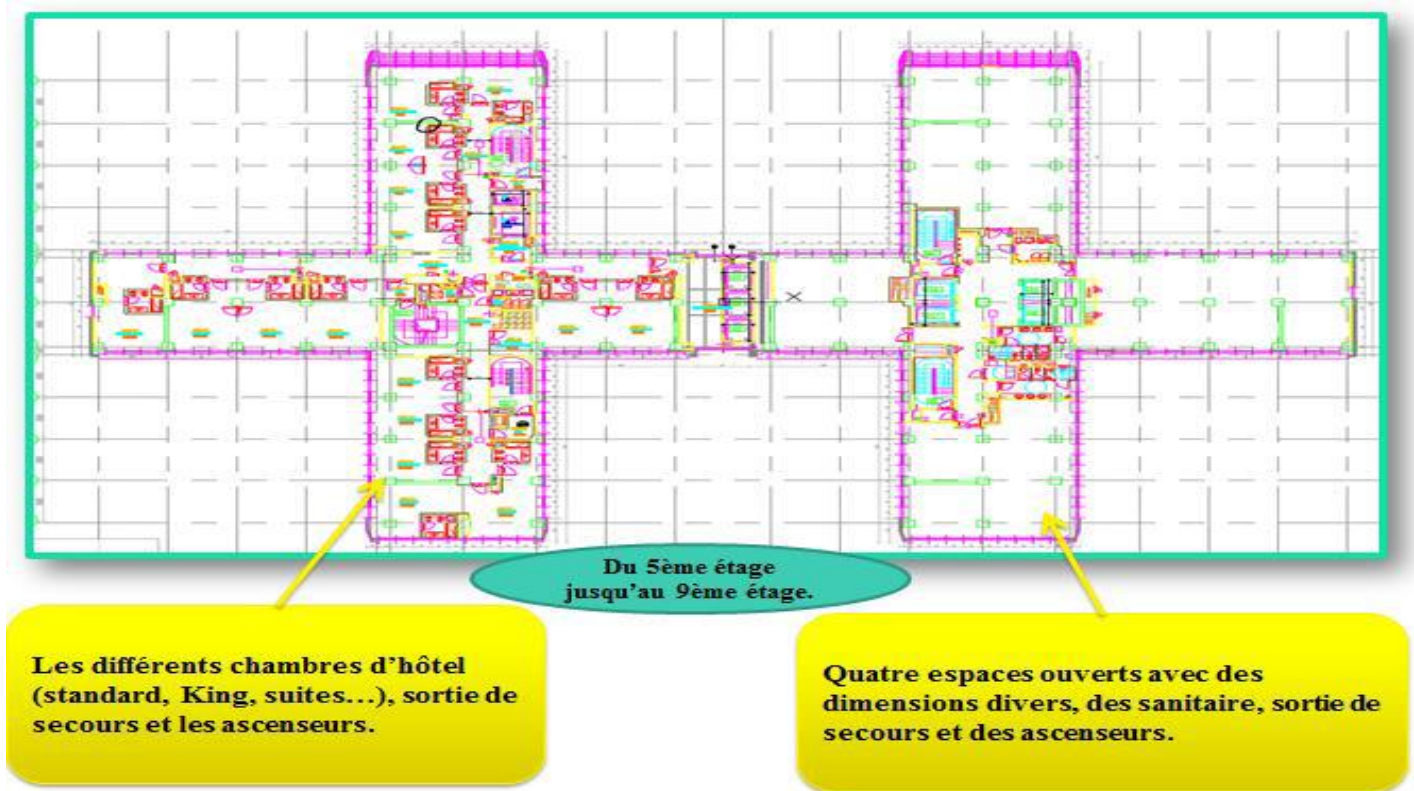 Du 5ème étage
jusqu'au 9ème étage.
Les différents chambres d'hôtel
(standard, King, suites…), sortie de
secours et les ascenseurs.
Quatre espaces ouverts avec des
dimensions divers, des sanitaire, sortie de
secours et des ascenseurs.